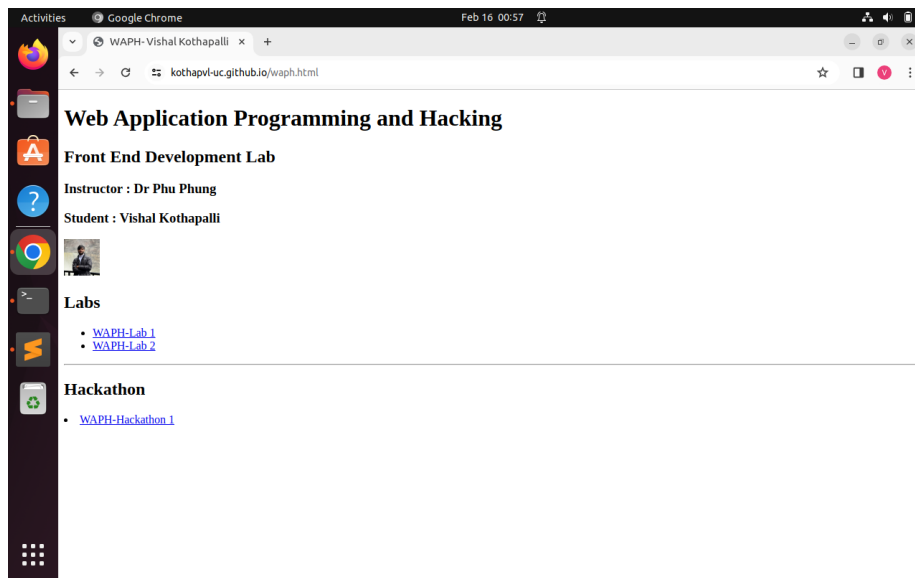 Activities Google Chrome Feb 16 00:57
WAPH- Vishal Kothapalli
kothapvl-uc.github.io/waph.html
V
Web Application Programming and Hacking
Front End Development Lab
Instructor : Dr Phu Phung
Student : Vishal Kothapalli
Labs
WAPH-Lab 1
WAPH-Lab 2
Hackathon
WAPH-Hackathon 1